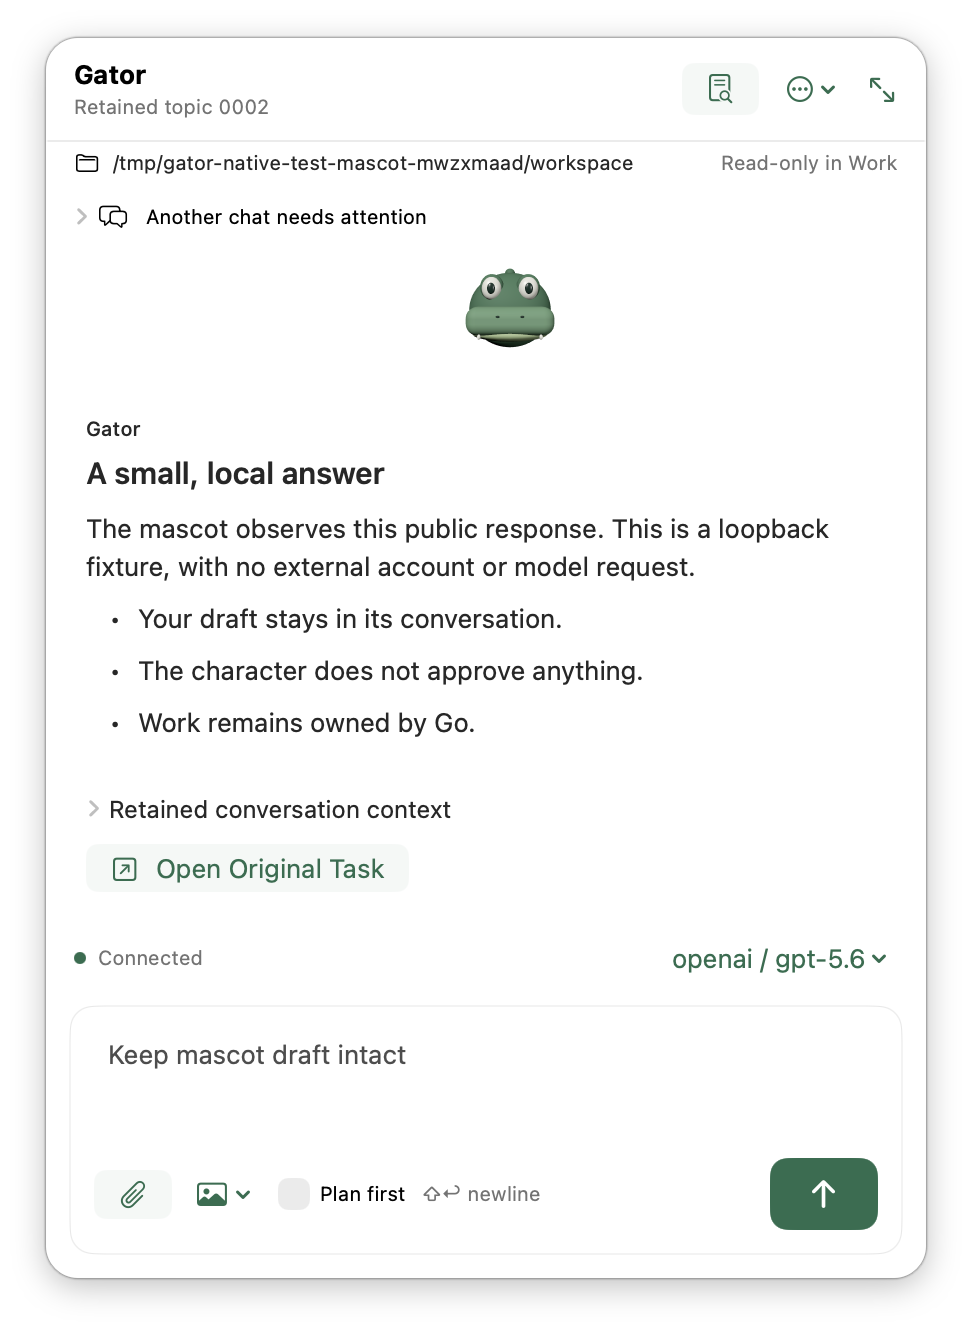 Gator
Retained topic 0002
/tmp/gator-native-test-mascot-mwzxmaad/workspace
Read-only in Work
Another chat needs attention
Gator
A small, local answer
The mascot observes this public response. This is a loopback
fixture, with no external account or model request.
• Your draft stays in its conversation.
• The character does not approve anything.
• Work remains owned by Go.
Retained conversation context
Open Original Task
Connected
openai / gpt-5.6
Keep mascot draft intact
Plan first
newline